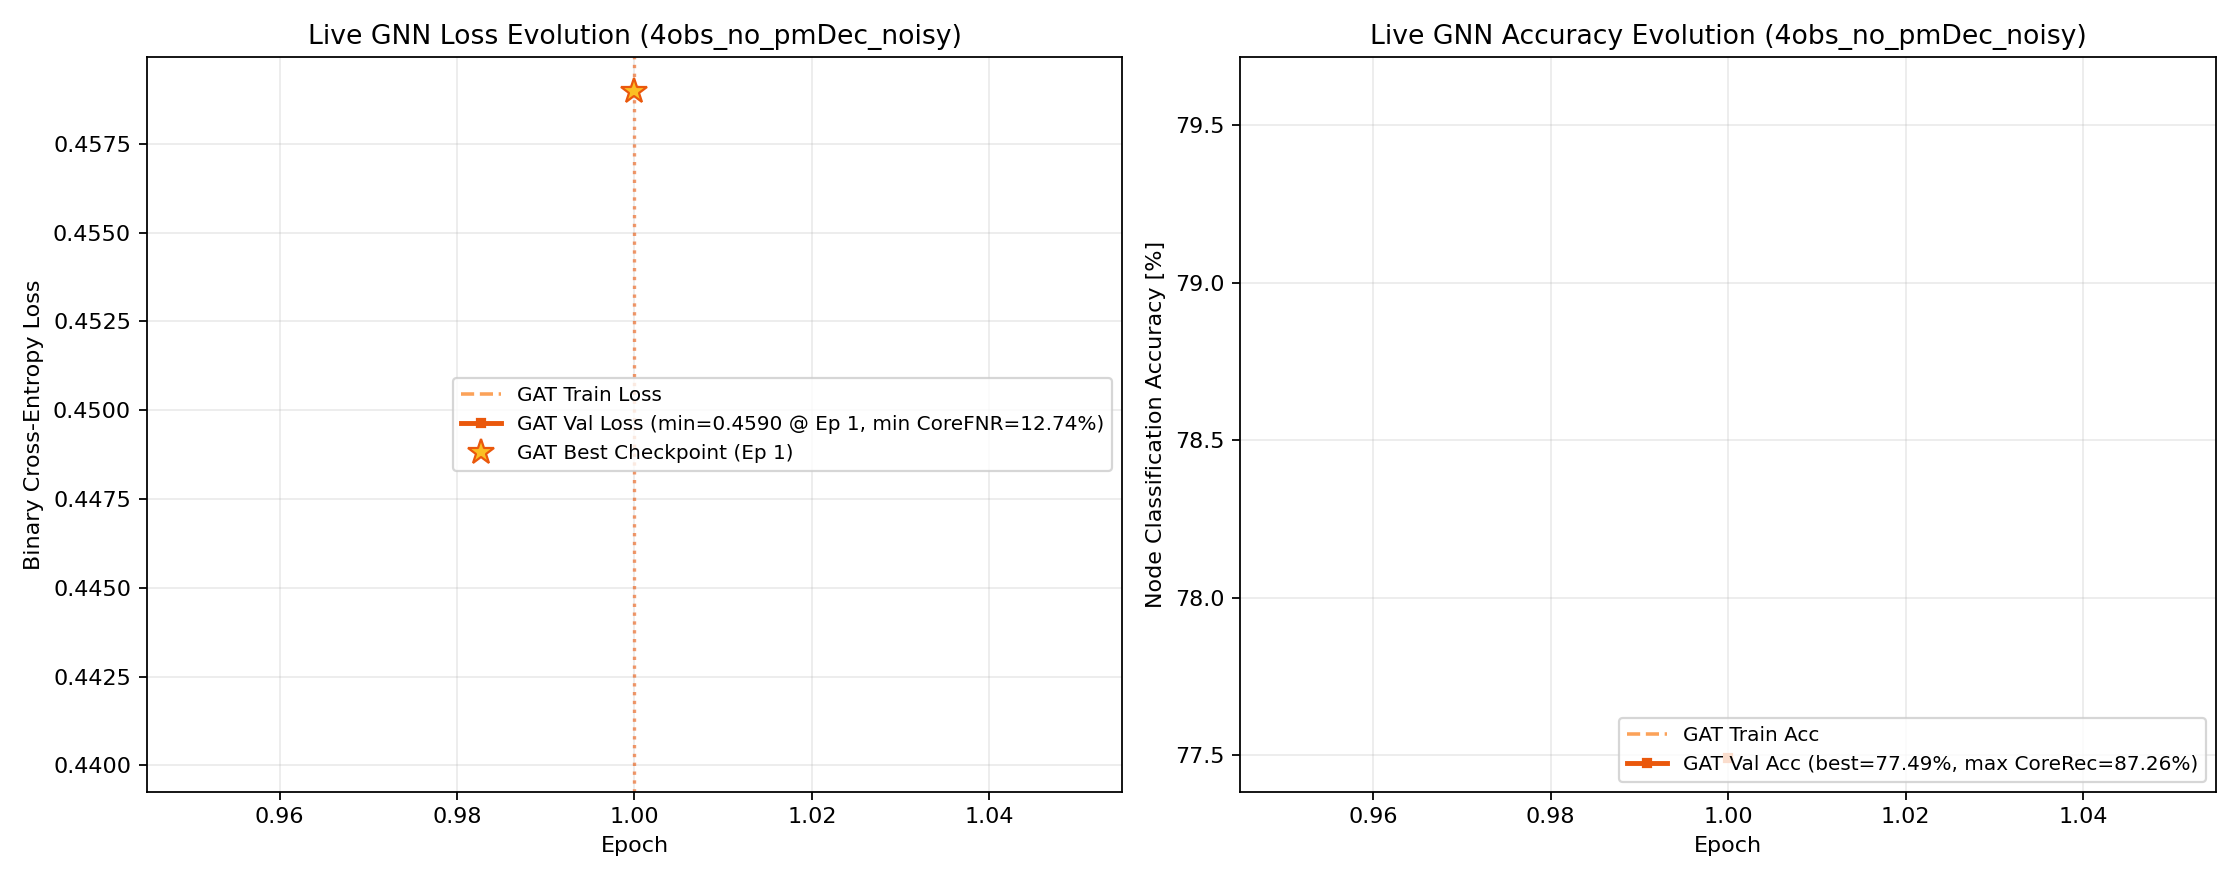 Live GNN Loss Evolution (4obs_no_pmDec_noisy)
Binary Cross-Entropy Loss
0.4575
0.4550
0.4525
0.4500
0.4475
0.4450
0.4425
0.4400
GAT Train Loss
GAT Val Loss (min=0.4590 @ Ep 1, min CoreFNR=12.74%)
GAT Best Checkpoint (Ep 1)
0.96 0.98 1.00 1.02 1.04
Epoch
Live GNN Accuracy Evolution (4obs_no_pmDec_noisy)
Node Classification Accuracy [%]
79.5
79.0
78.5
78.0
77.5
GAT Train Acc
GAT Val Acc (best=77.49%, max CoreRec=87.26%)
0.96 0.98 1.00 1.02 1.04
Epoch